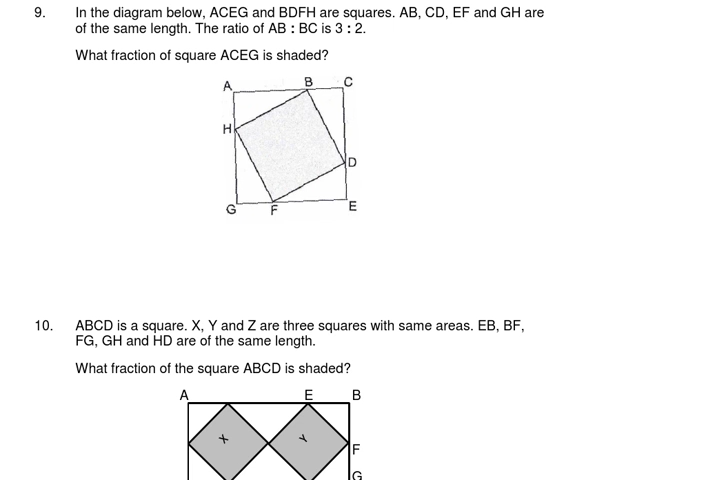 9. In the diagram below, ACEG and BDFH are squares. AB, CD, EF and GH are
of the same length. The ratio of AB : BC is 3 : 2.
What fraction of square ACEG is shaded?
A B C
H
D
G F E
10. ABCD is a square. X, Y and Z are three squares with same areas. EB, BF,
FG, GH and HD are of the same length.
What fraction of the square ABCD is shaded?
A E B
X Y
F
G